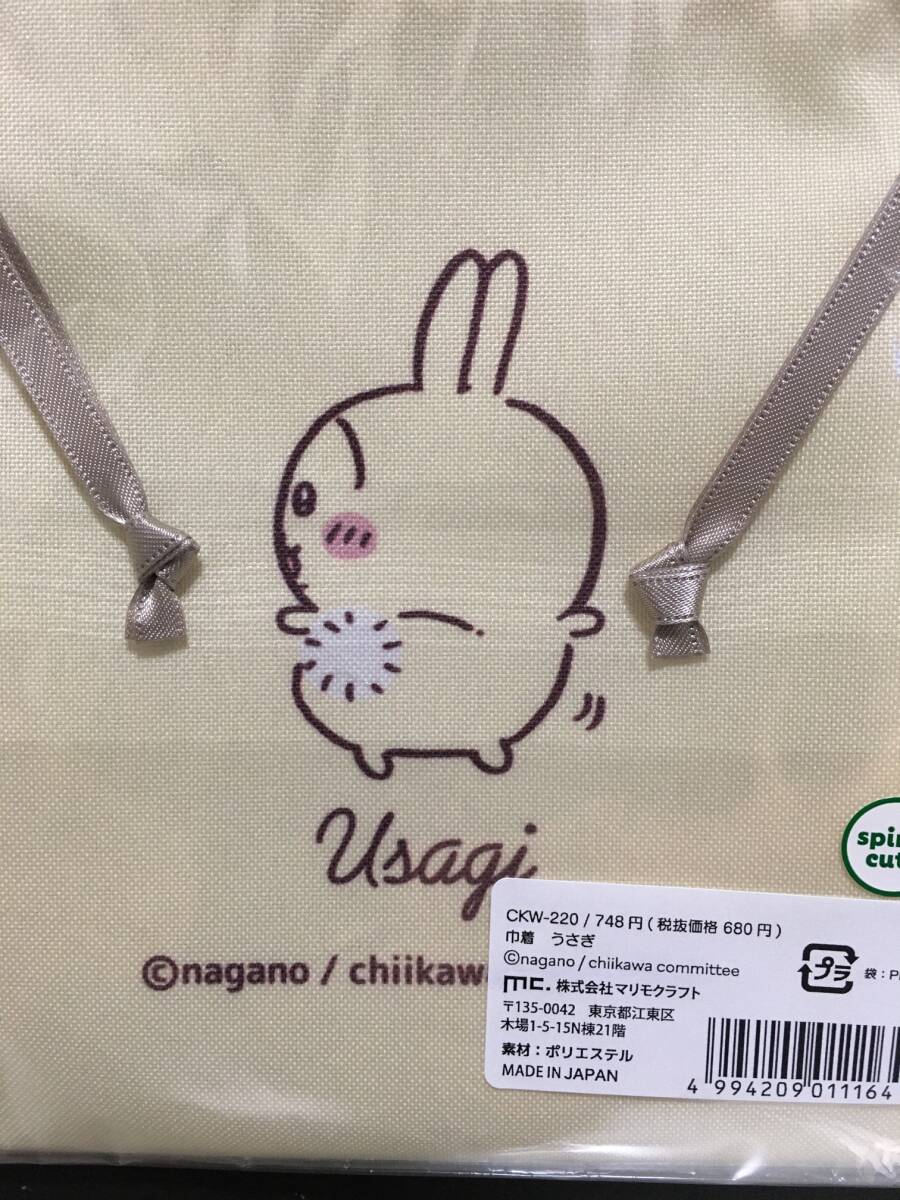 Usagi
©nagano / chiikawa
spir
cut
CKW-220 / 748円 ( 税抜価格 680円 )
巾着 うさぎ
©nagano / chiikawa committee
mc. 株式会社マリモクラフト
〒135-0042 東京都江東区
木場1-5-15N棟21階
素材：ポリエステル
MADE IN JAPAN
プラ
袋：P
4 994209 011164